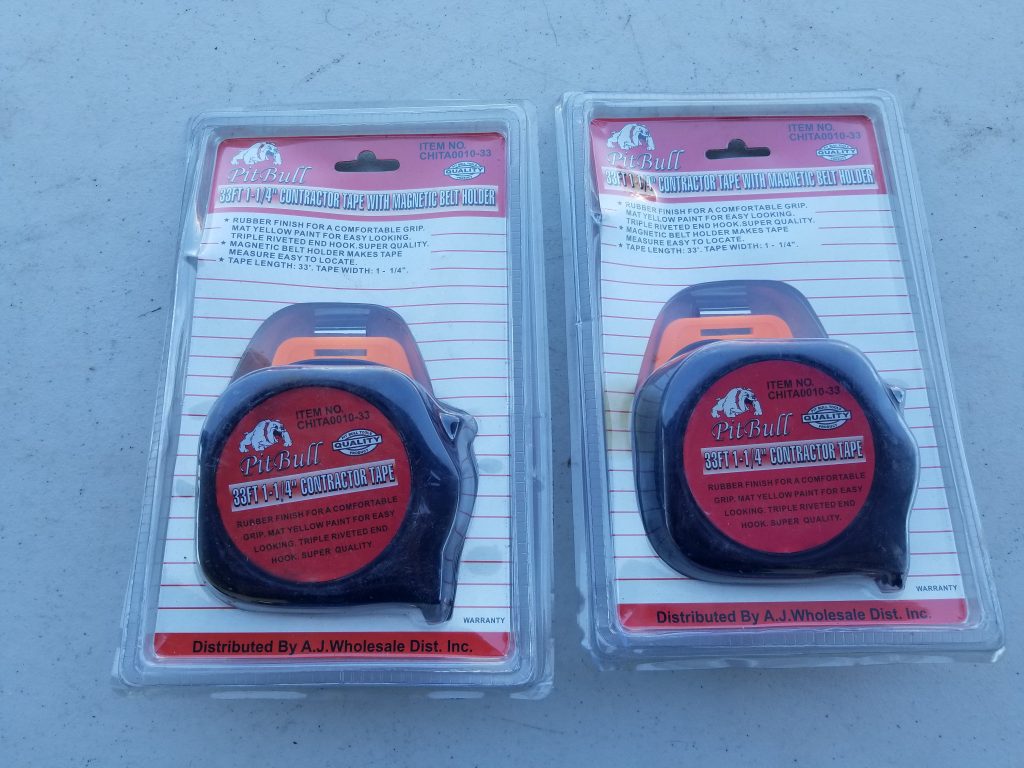 ITEM NO.
CHITA0010-33
PitBull
QUALITY
33FT 1-1/4" CONTRACTOR TAPE WITH MAGNETIC BELT HOLDER
★ RUBBER FINISH FOR A COMFORTABLE GRIP.
MAT YELLOW PAINT FOR EASY LOOKING.
TRIPLE RIVETED END HOOK.SUPER QUALITY.
★ MAGNETIC BELT HOLDER MAKES TAPE
MEASURE EASY TO LOCATE.
★ TAPE LENGTH: 33'. TAPE WIDTH: 1 - 1/4".
ITEM NO.
CHITA0010-33
PitBull
QUALITY
33FT 1-1/4" CONTRACTOR TAPE
RUBBER FINISH FOR A COMFORTABLE
GRIP. MAT YELLOW PAINT FOR EASY
LOOKING. TRIPLE RIVETED END.
HOOK. SUPER QUALITY.
WARRANTY
Distributed By A.J.Wholesale Dist. Inc.
ITEM NO.
CHITA0010-33
PitBull
QUALITY
33FT 1-1/4" CONTRACTOR TAPE WITH MAGNETIC BELT HOLDER
★ RUBBER FINISH FOR A COMFORTABLE GRIP.
MAT YELLOW PAINT FOR EASY LOOKING.
TRIPLE RIVETED END HOOK.SUPER QUALITY.
★ MAGNETIC BELT HOLDER MAKES TAPE
MEASURE EASY TO LOCATE.
★ TAPE LENGTH: 33'. TAPE WIDTH: 1 - 1/4".
ITEM NO.
CHITA0010-33
PitBull
QUALITY
33FT 1-1/4" CONTRACTOR TAPE
RUBBER FINISH FOR A COMFORTABLE
GRIP. MAT YELLOW PAINT FOR EASY
LOOKING. TRIPLE RIVETED END.
HOOK. SUPER QUALITY.
WARRANTY
Distributed By A.J.Wholesale Dist. Inc.